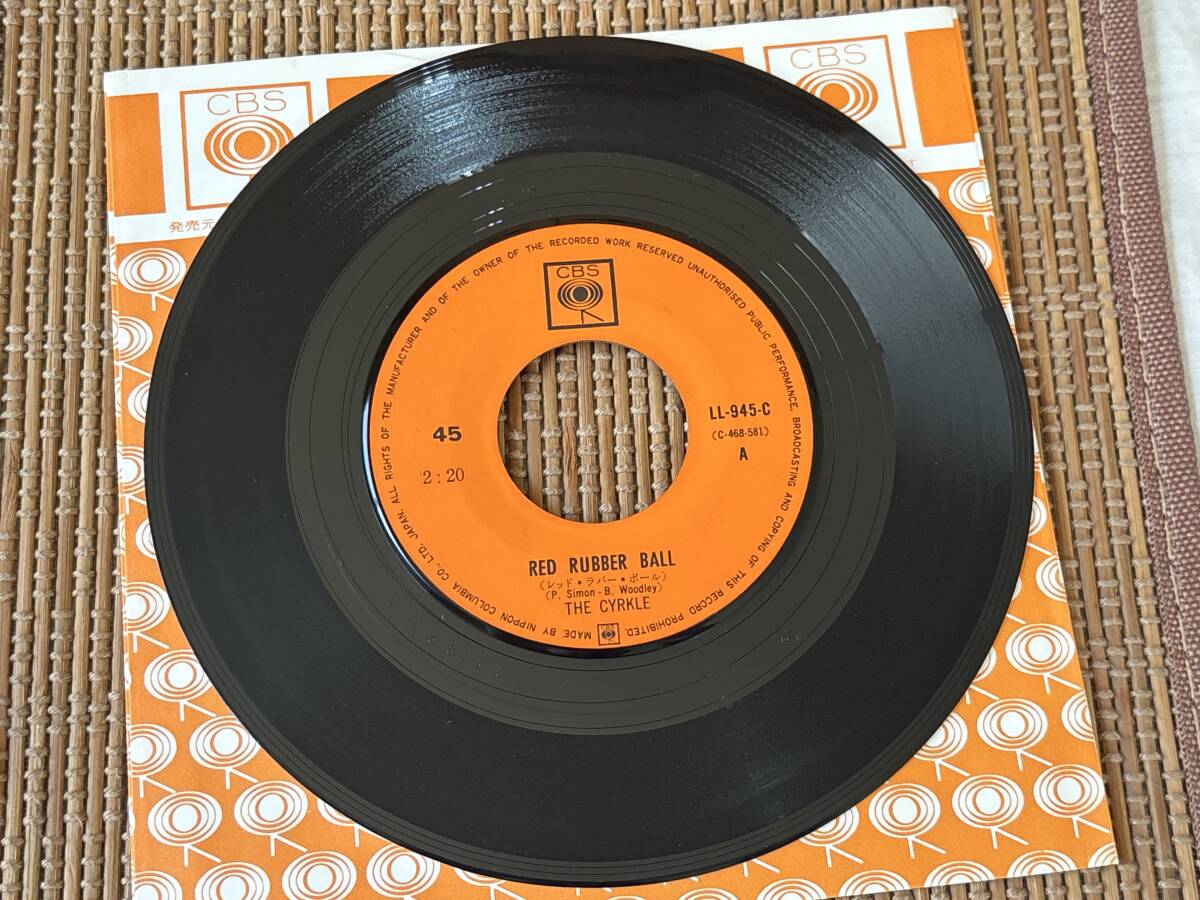 CBS
CBS
発売元
CBS
MADE BY NIPPON COLUMBIA CO., LTD. JAPAN. ALL RIGHTS OF THE MANUFACTURER AND OF THE OWNER OF THE RECORDED WORK RESERVED UNAUTHORISED PUBLIC PERFORMANCE, BROADCASTING AND COPYING OF THIS RECORD PROHIBITED.
45
2:20
LL-945-C
(C-468-581)
A
RED RUBBER BALL
(レッド・ラバー・ボール)
(P. Simon - B. Woodley)
THE CYRKLE
CBS